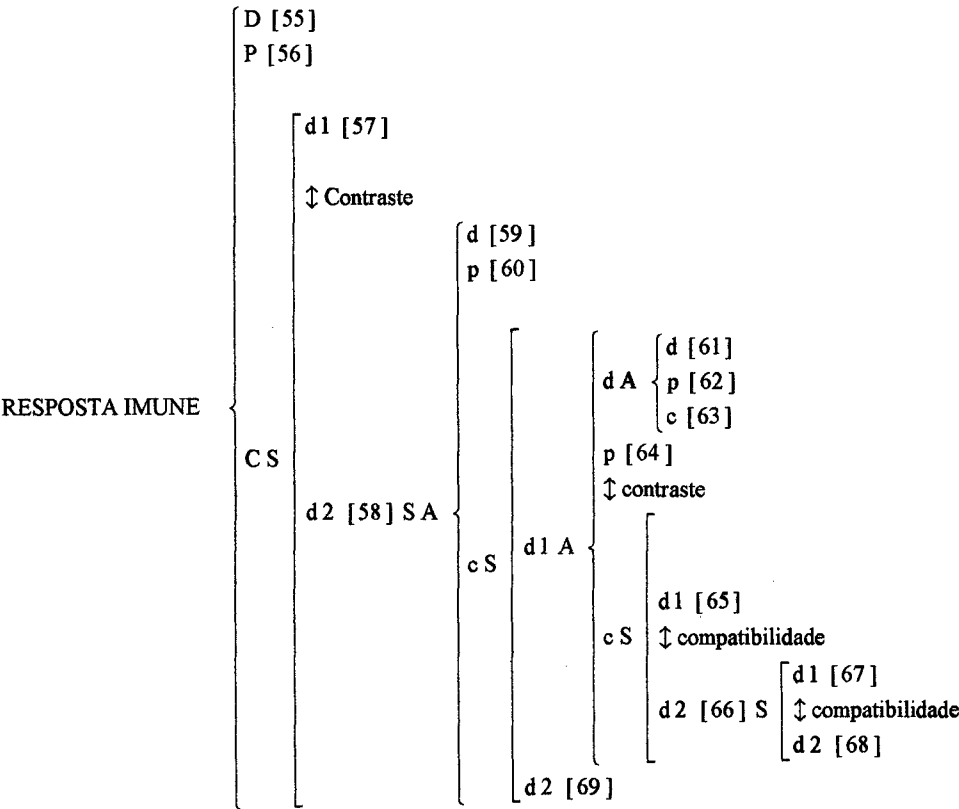 D [55]
P [56]
d1 [57]
↕ Contraste
d [59]
p [60]
d [61]
d A p [62]
c [63]
RESPOSTA IMUNE
p [64]
C S
↕ contraste
d2 [58] S A
d1 A
c S
d1 [65]
c S ↕ compatibilidade
d1 [67]
d2 [66] S ↕ compatibilidade
d2 [68]
d2 [69]